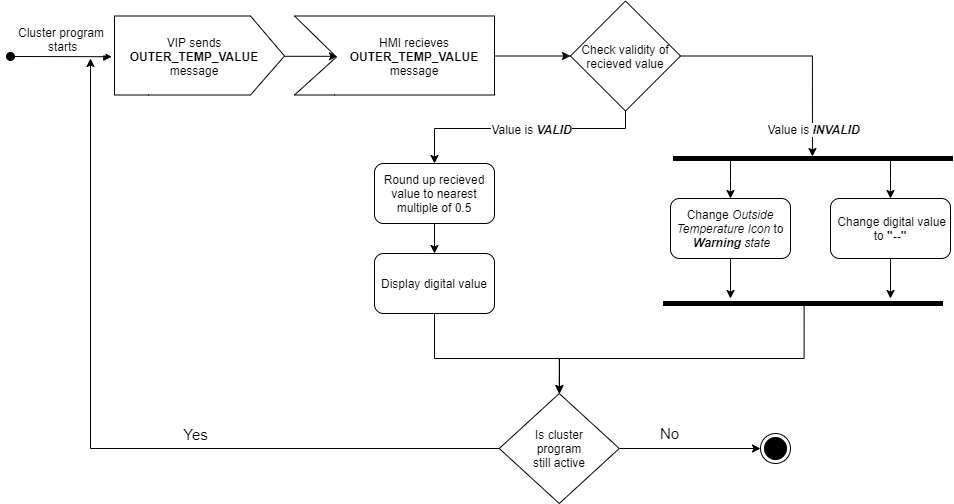 Cluster program
starts
VIP sends
OUTER_TEMP_VALUE
message
HMI recieves
OUTER_TEMP_VALUE
message
Check validity of
recieved value
Value is VALID
Value is INVALID
Round up recieved
value to nearest
multiple of 0.5
Change Outside
Temperature Icon to
Warning state
Change digital value
to "--"
Display digital value
Is cluster
program
still active
Yes
No